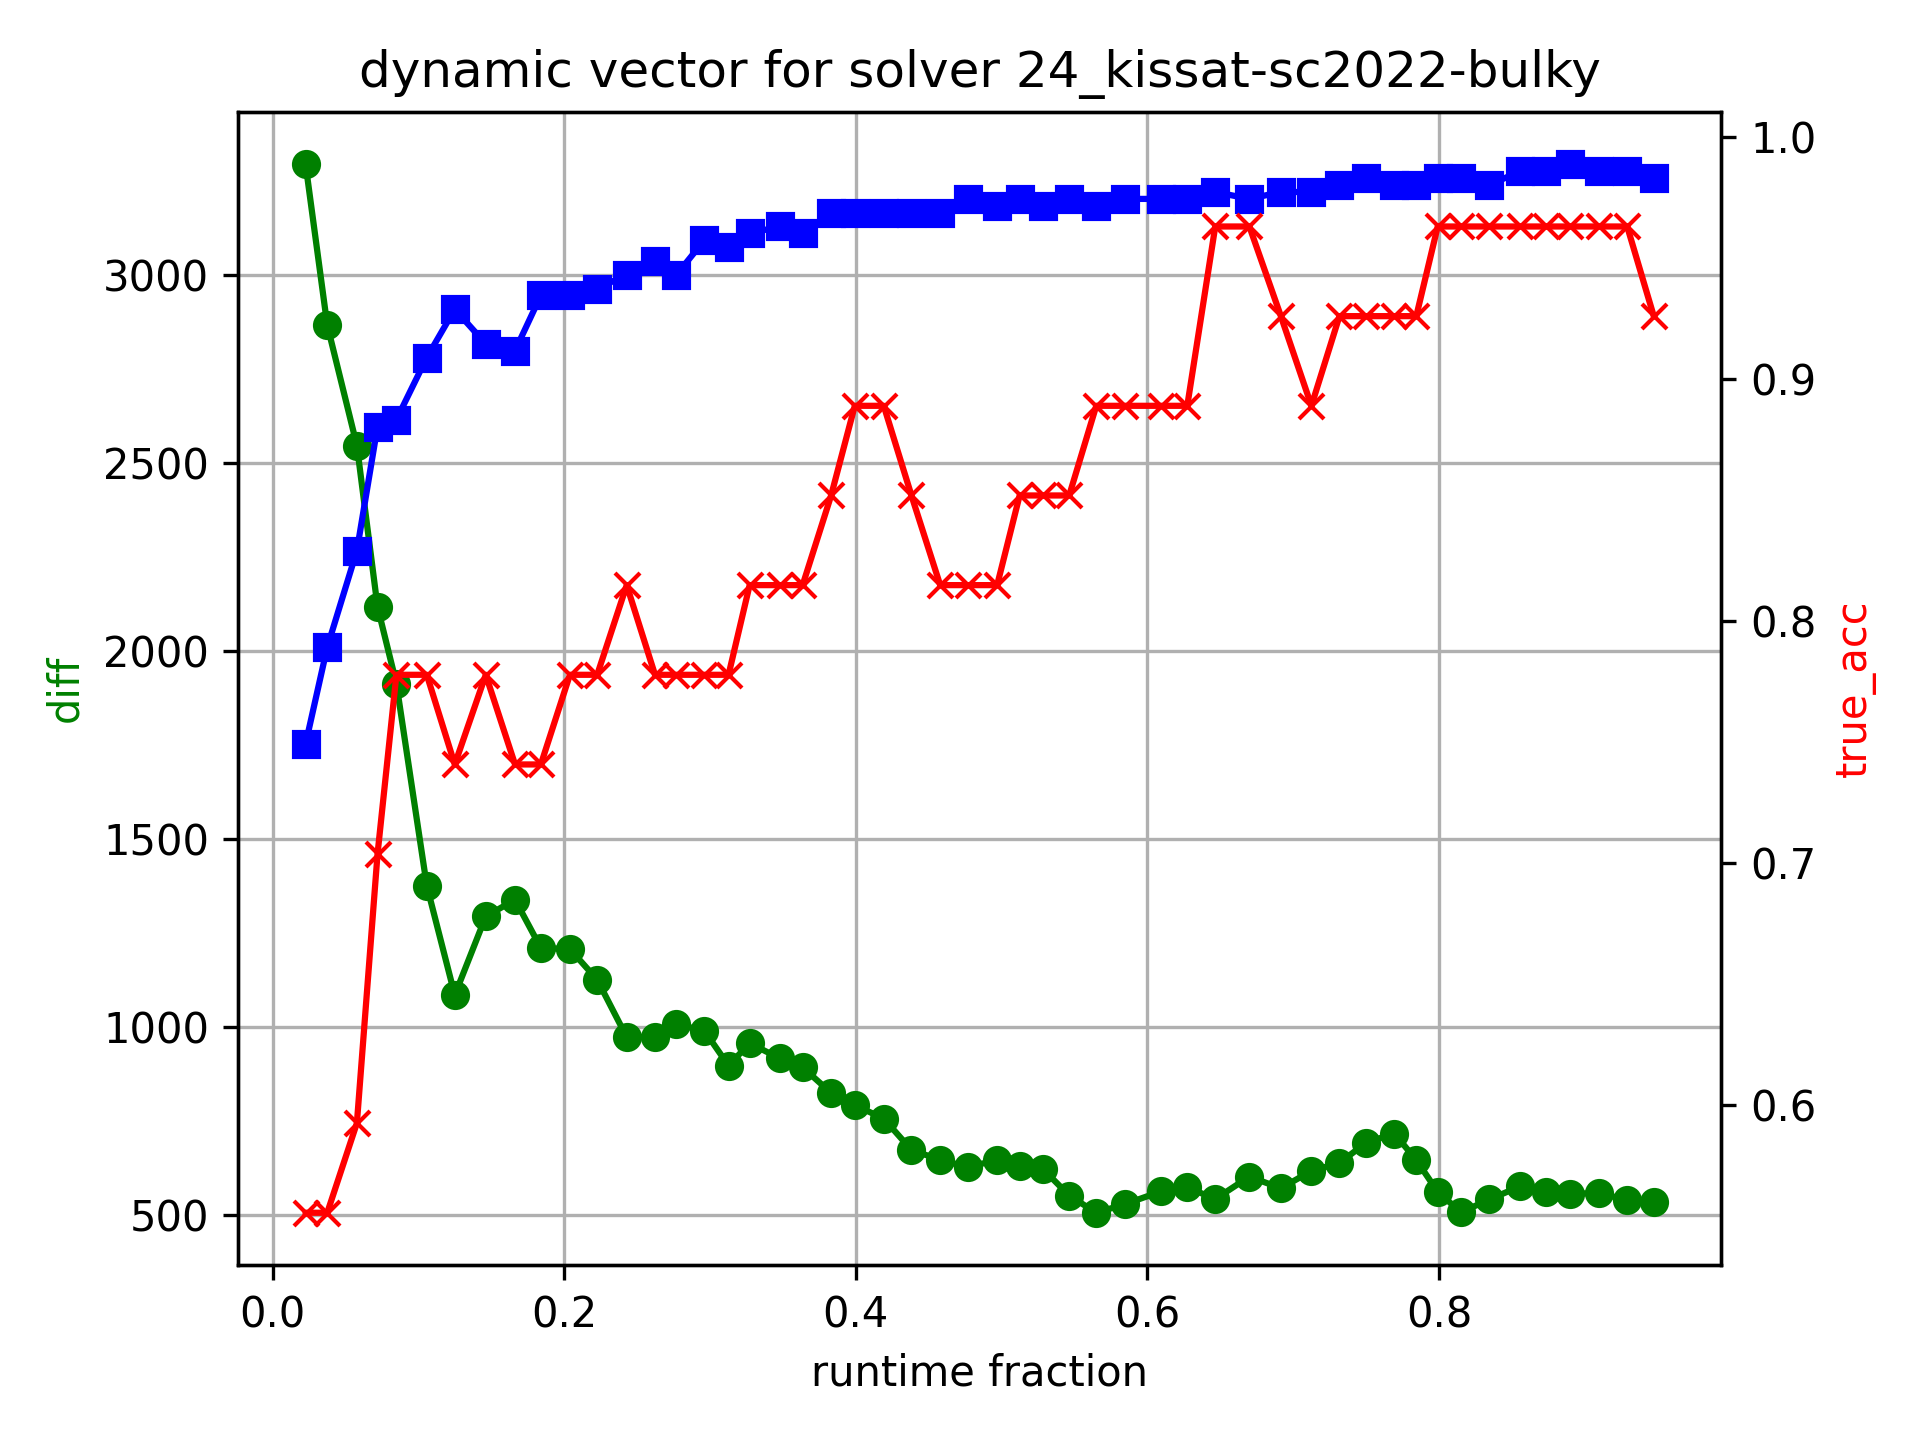 dynamic vector for solver 24_kissat-sc2022-bulky
3000
2500
2000
1500
1000
500
diff
1.0
0.9
0.8
0.7
0.6
true_acc
0.0 0.2 0.4 0.6 0.8
runtime fraction